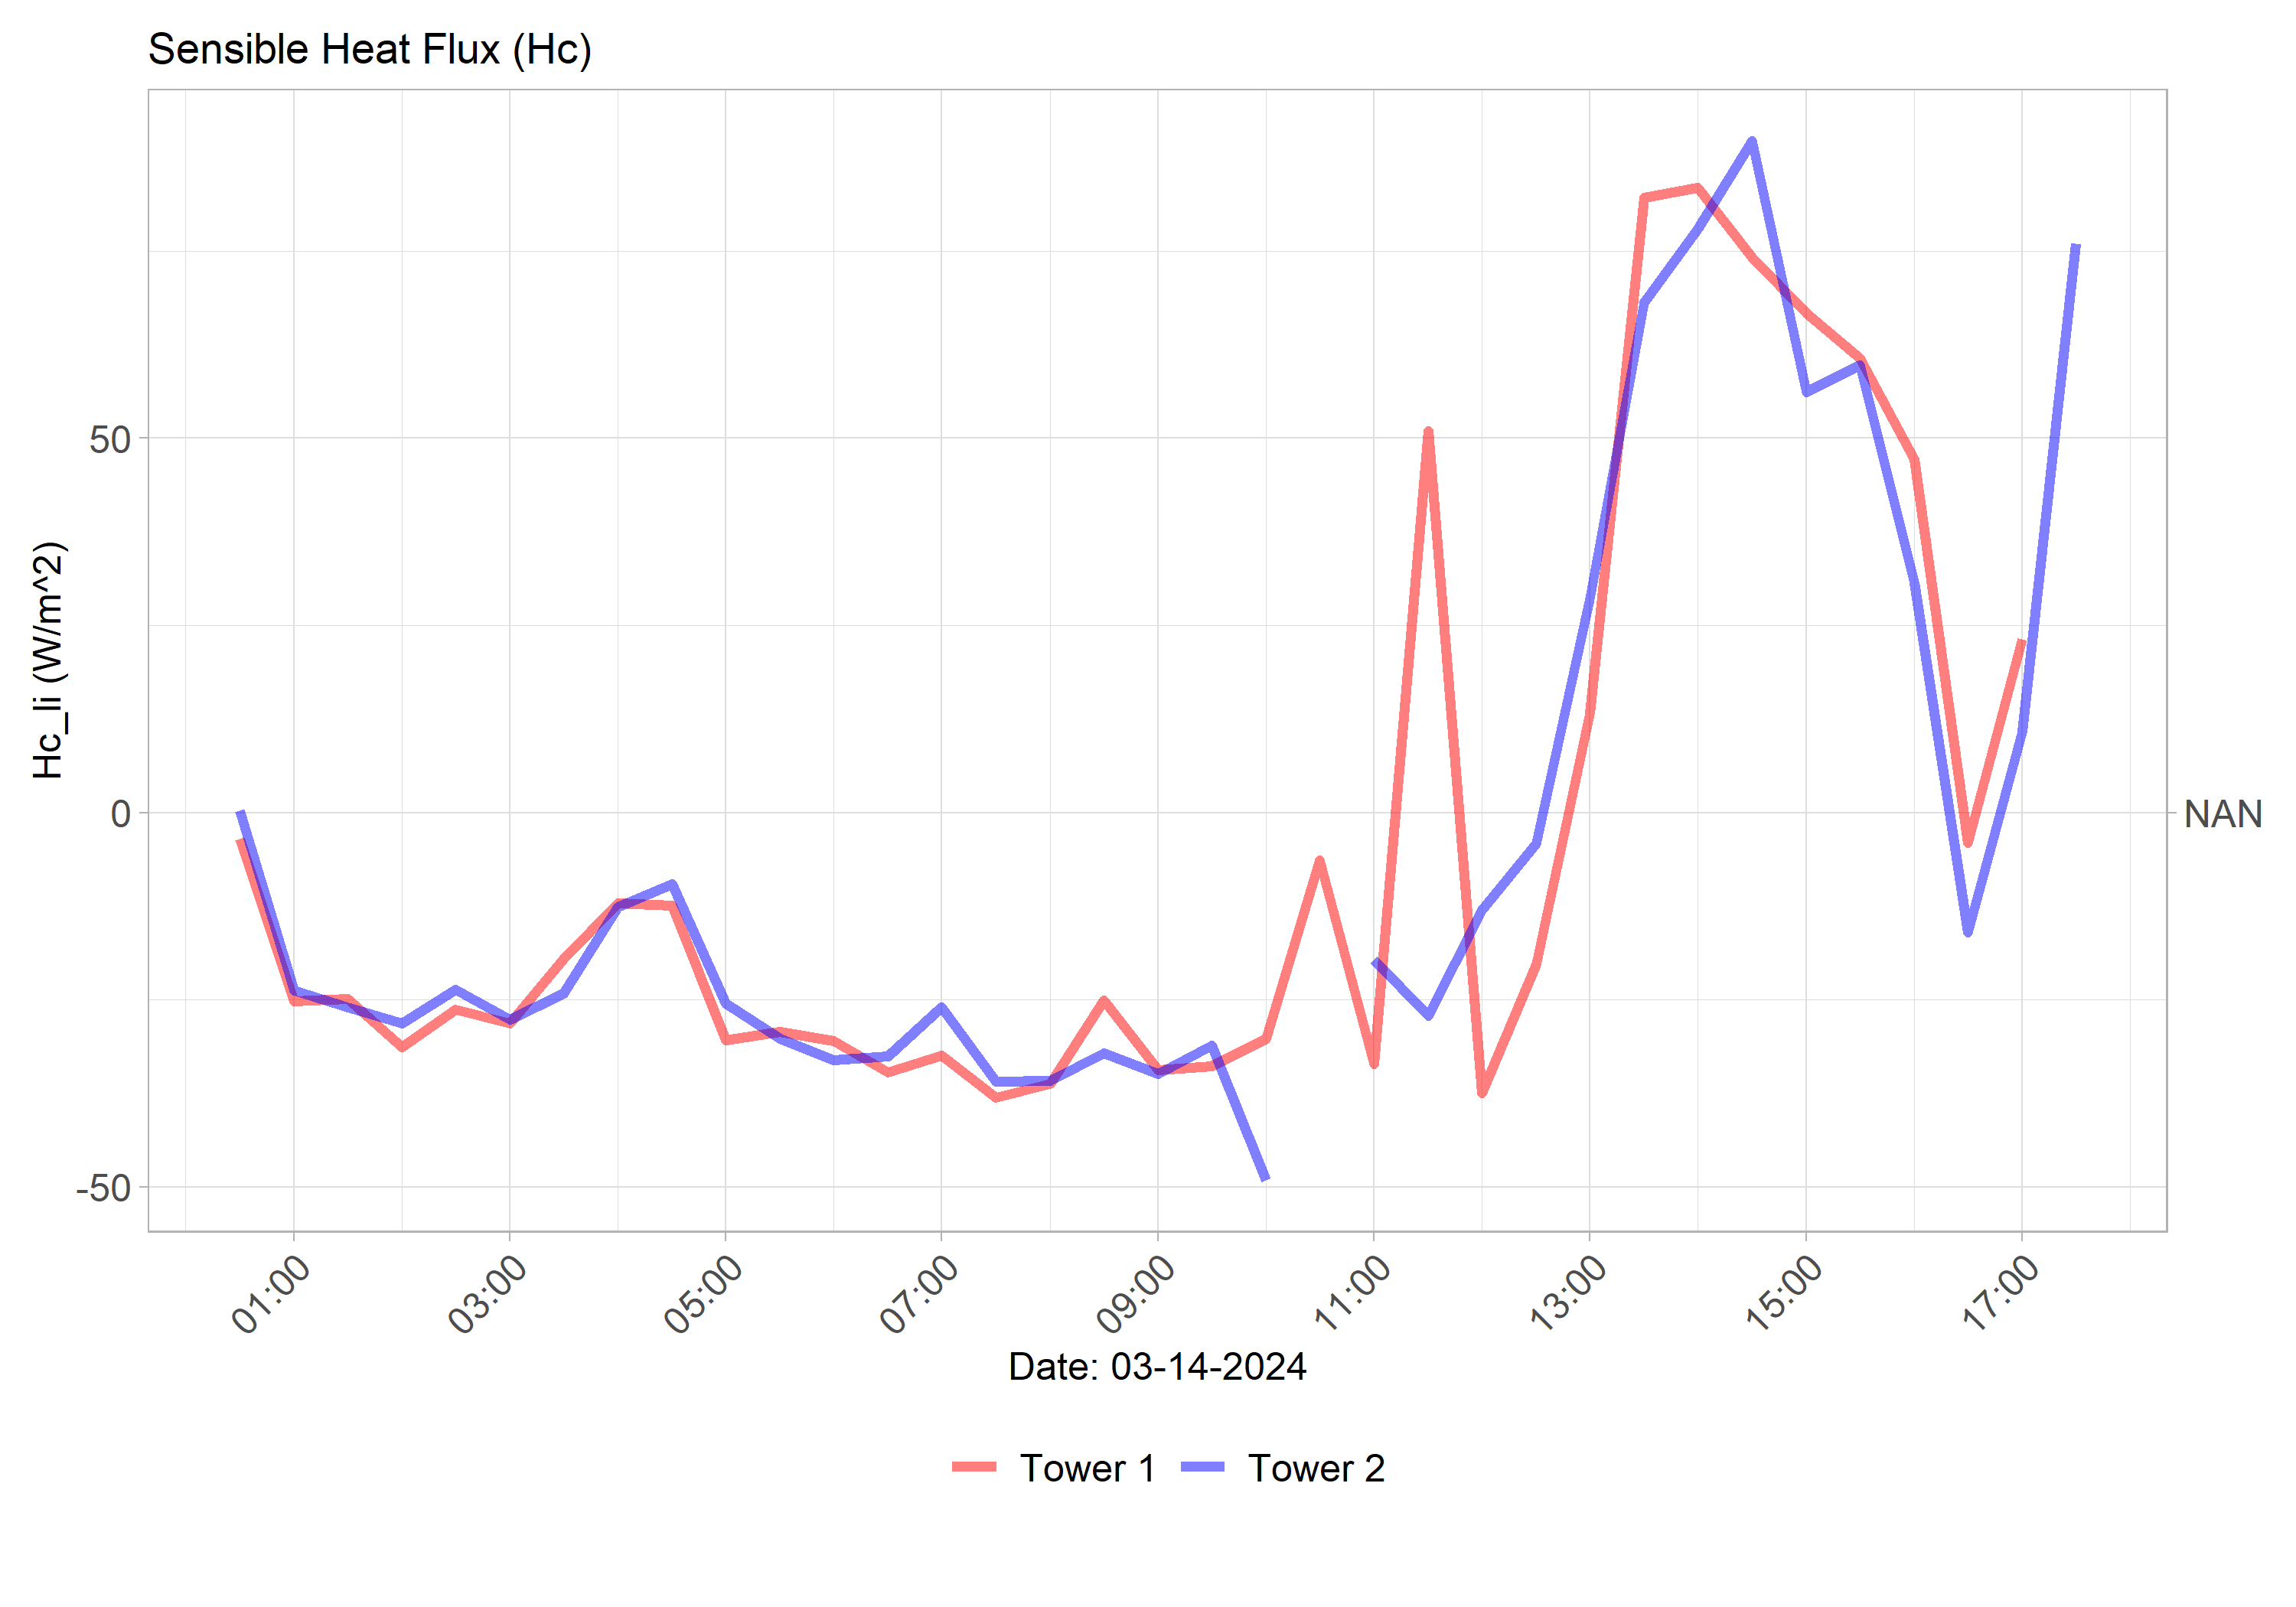 Sensible Heat Flux (Hc)
Hc_li (W/m^2)
50
0
-50
NAN
01:00
03:00
05:00
07:00
09:00
11:00
13:00
15:00
17:00
Date: 03-14-2024
Tower 1
Tower 2